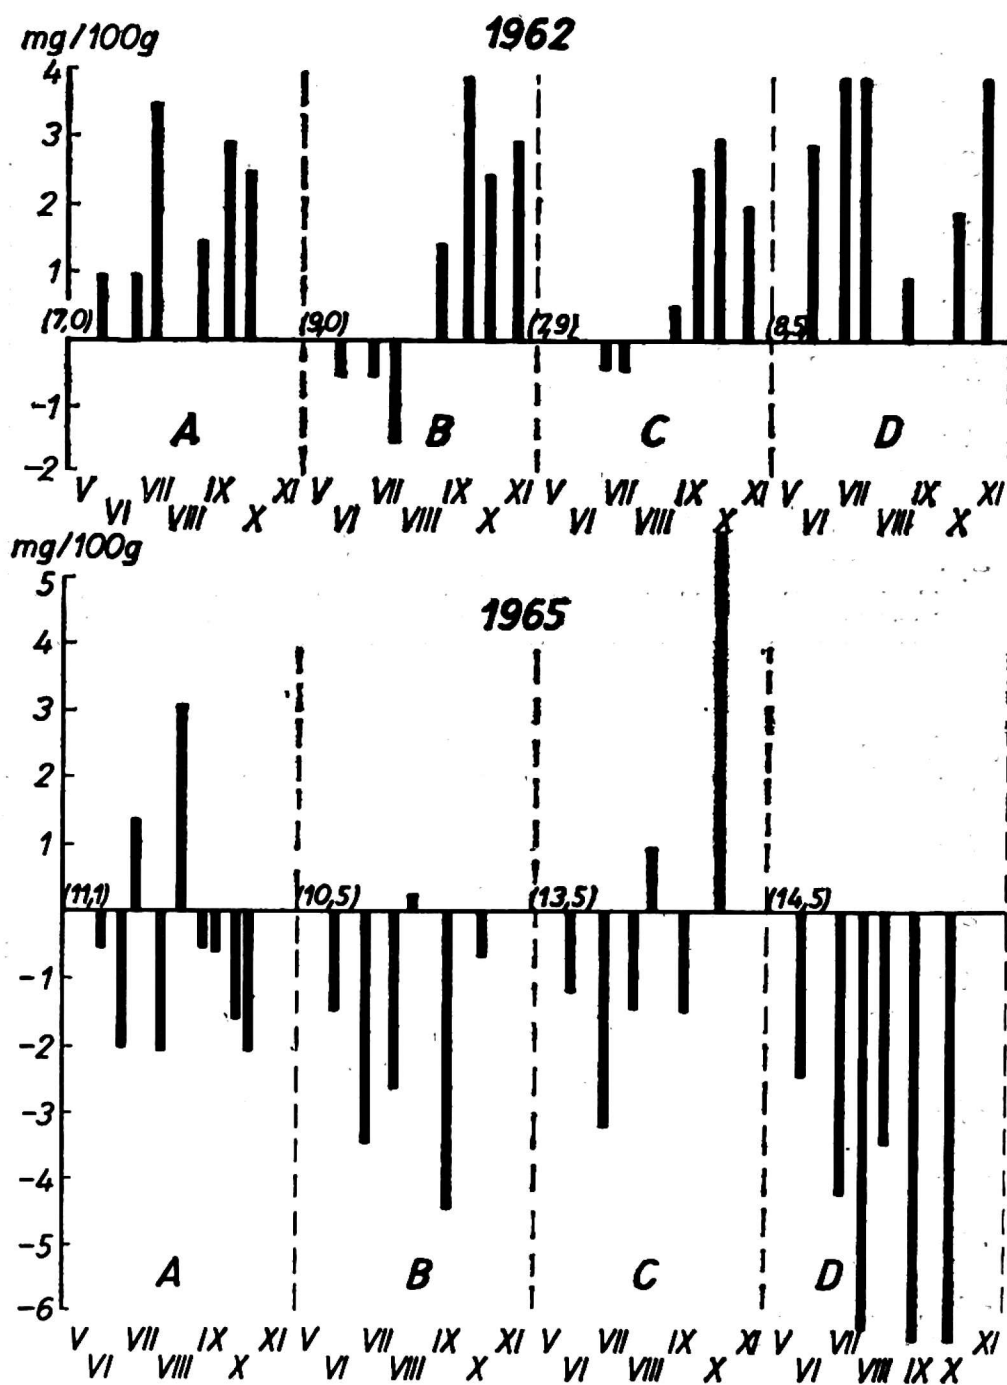 mg/100g
1962
4
3
2
1
(7,0) (9,0) (7,9) (8,5)
-1
A B C D
-2
V VII IX XI V VII IX XI V VII IX XI V VII IX XI
VI VIII X VI VIII X VI VIII X VI VIII X
mg/100g
5
1965
4
3
2
1
(11,1) (10,5) (13,5) (14,5)
-1
-2
-3
-4
-5
A B C D
-6
V VII IX XI V VII IX XI V VII IX XI V VII XI
VI VIII X VI VIII X VI VIII X VI VIII IX X